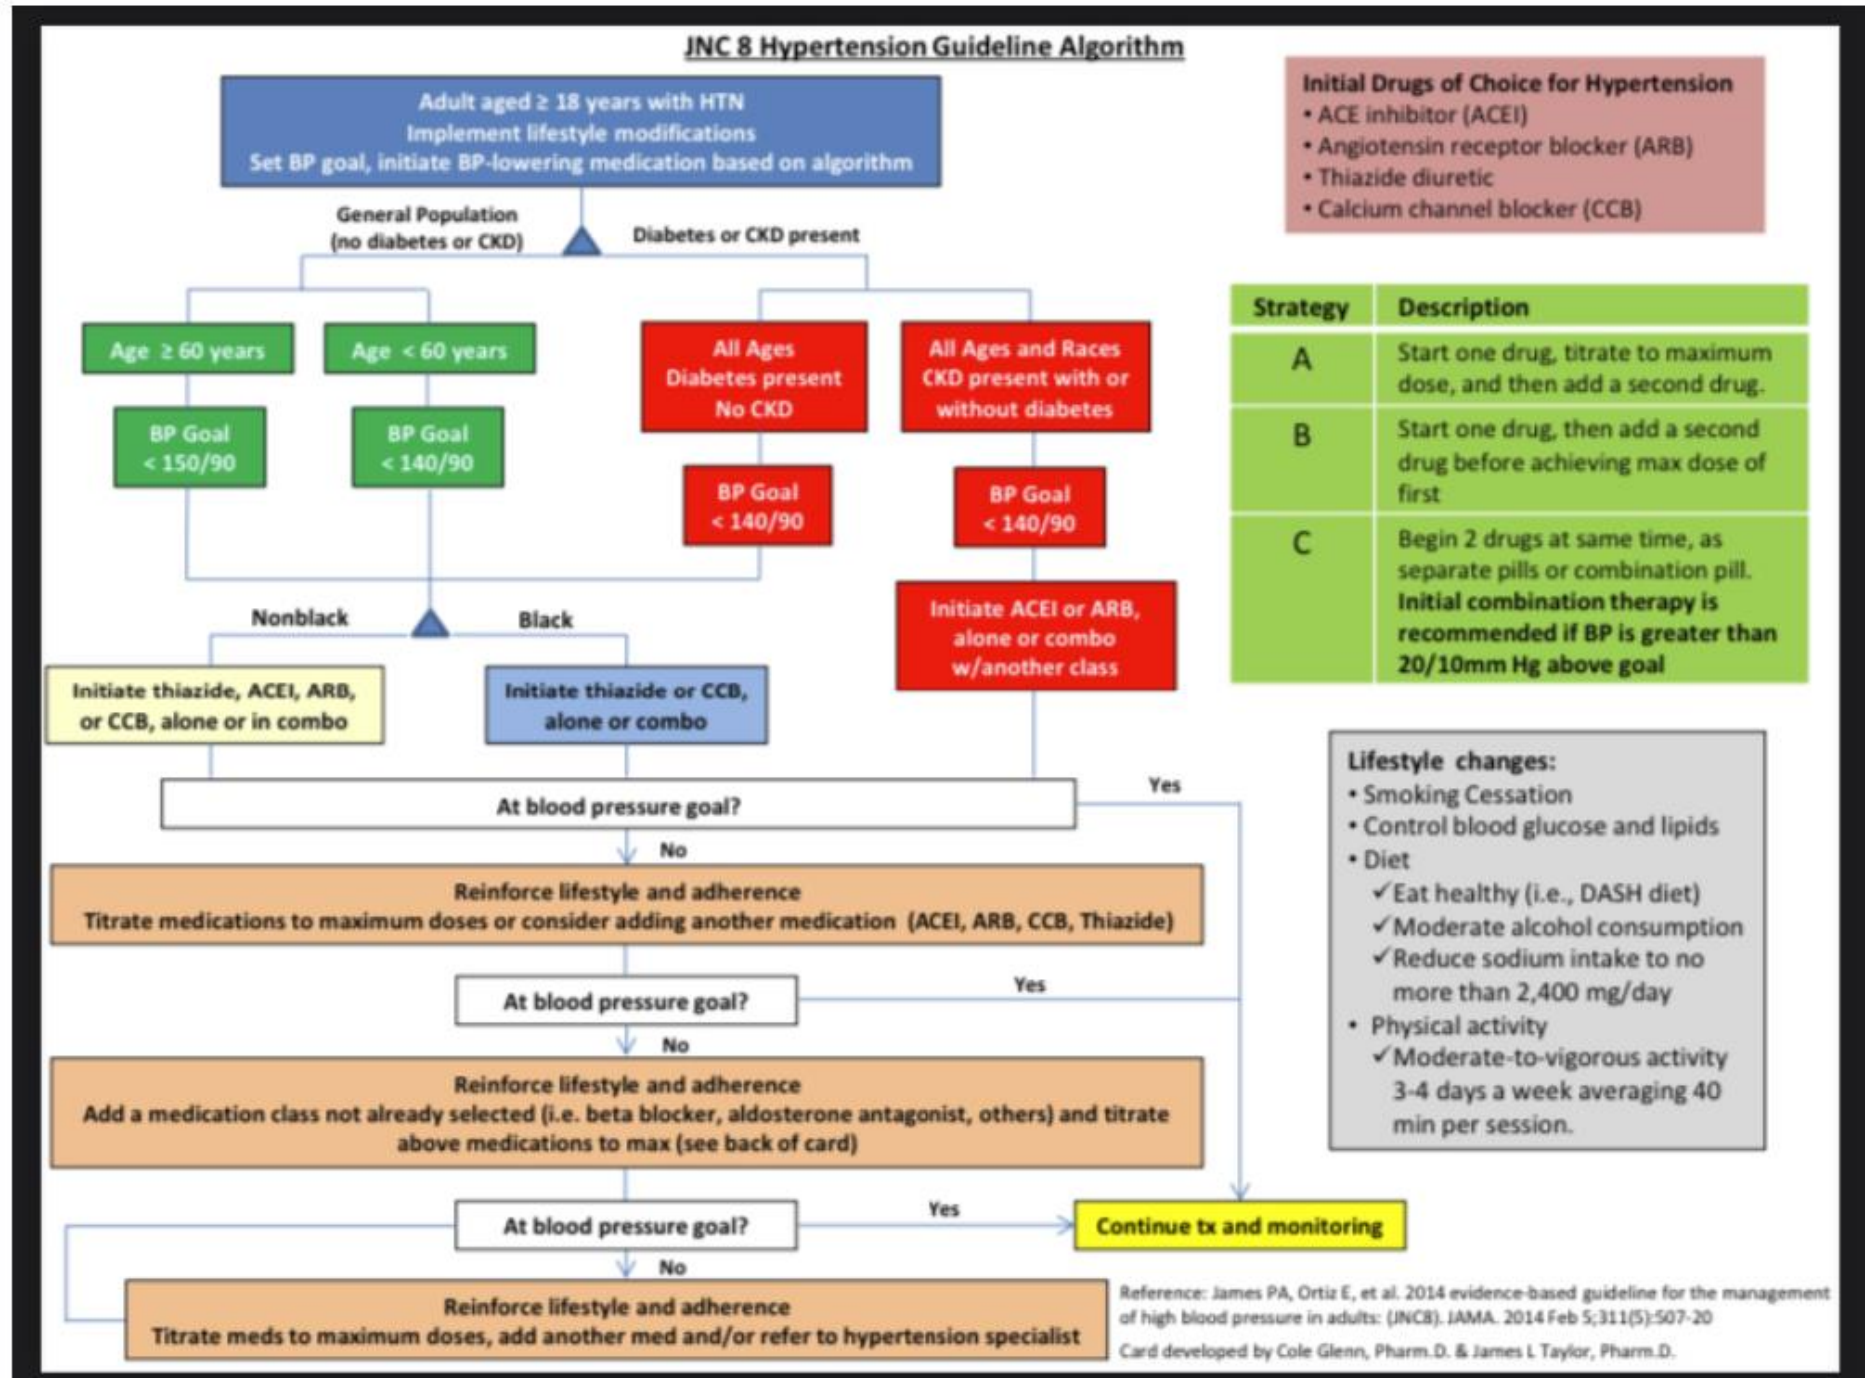 JNC 8 Hypertension Guideline Algorithm
Adult aged ≥ 18 years with HTN
Implement lifestyle modifications
Set BP goal, initiate BP-lowering medication based on algorithm
General Population
(no diabetes or CKD)
Diabetes or CKD present
Age ≥ 60 years
Age < 60 years
All Ages
Diabetes present
No CKD
All Ages and Races
CKD present with or
without diabetes
BP Goal
< 150/90
BP Goal
< 140/90
BP Goal
< 140/90
BP Goal
< 140/90
Nonblack
Black
Initiate thiazide, ACEI, ARB,
or CCB, alone or in combo
Initiate thiazide or CCB,
alone or combo
Initiate ACEI or ARB,
alone or combo
w/another class
At blood pressure goal?
Yes
No
Reinforce lifestyle and adherence
Titrate medications to maximum doses or consider adding another medication (ACEI, ARB, CCB, Thiazide)
At blood pressure goal?
Yes
No
Reinforce lifestyle and adherence
Add a medication class not already selected (i.e. beta blocker, aldosterone antagonist, others) and titrate
above medications to max (see back of card)
At blood pressure goal?
Yes
Continue tx and monitoring
No
Reinforce lifestyle and adherence
Titrate meds to maximum doses, add another med and/or refer to hypertension specialist
Initial Drugs of Choice for Hypertension
• ACE inhibitor (ACEI)
• Angiotensin receptor blocker (ARB)
• Thiazide diuretic
• Calcium channel blocker (CCB)
Strategy Description
A Start one drug, titrate to maximum
dose, and then add a second drug.
B Start one drug, then add a second
drug before achieving max dose of
first
C Begin 2 drugs at same time, as
separate pills or combination pill.
Initial combination therapy is
recommended if BP is greater than
20/10mm Hg above goal
Lifestyle changes:
• Smoking Cessation
• Control blood glucose and lipids
• Diet
✓Eat healthy (i.e., DASH diet)
✓Moderate alcohol consumption
✓Reduce sodium intake to no
more than 2,400 mg/day
• Physical activity
✓Moderate-to-vigorous activity
3-4 days a week averaging 40
min per session.
Reference: James PA, Ortiz E, et al. 2014 evidence-based guideline for the management
of high blood pressure in adults: (JNC8). JAMA. 2014 Feb 5;311(5):507-20
Card developed by Cole Glenn, Pharm.D. & James L Taylor, Pharm.D.